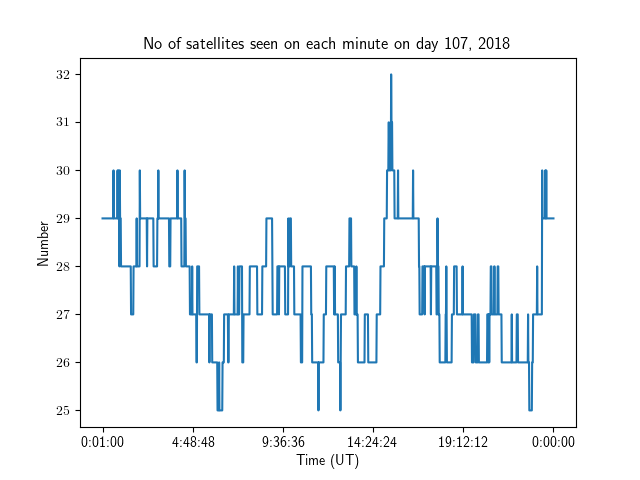 No of satellites seen on each minute on day 107, 2018
32
31
30
29
28
27
26
25
Number
0:01:00 4:48:48 9:36:36 14:24:24 19:12:12 0:00:00
Time (UT)